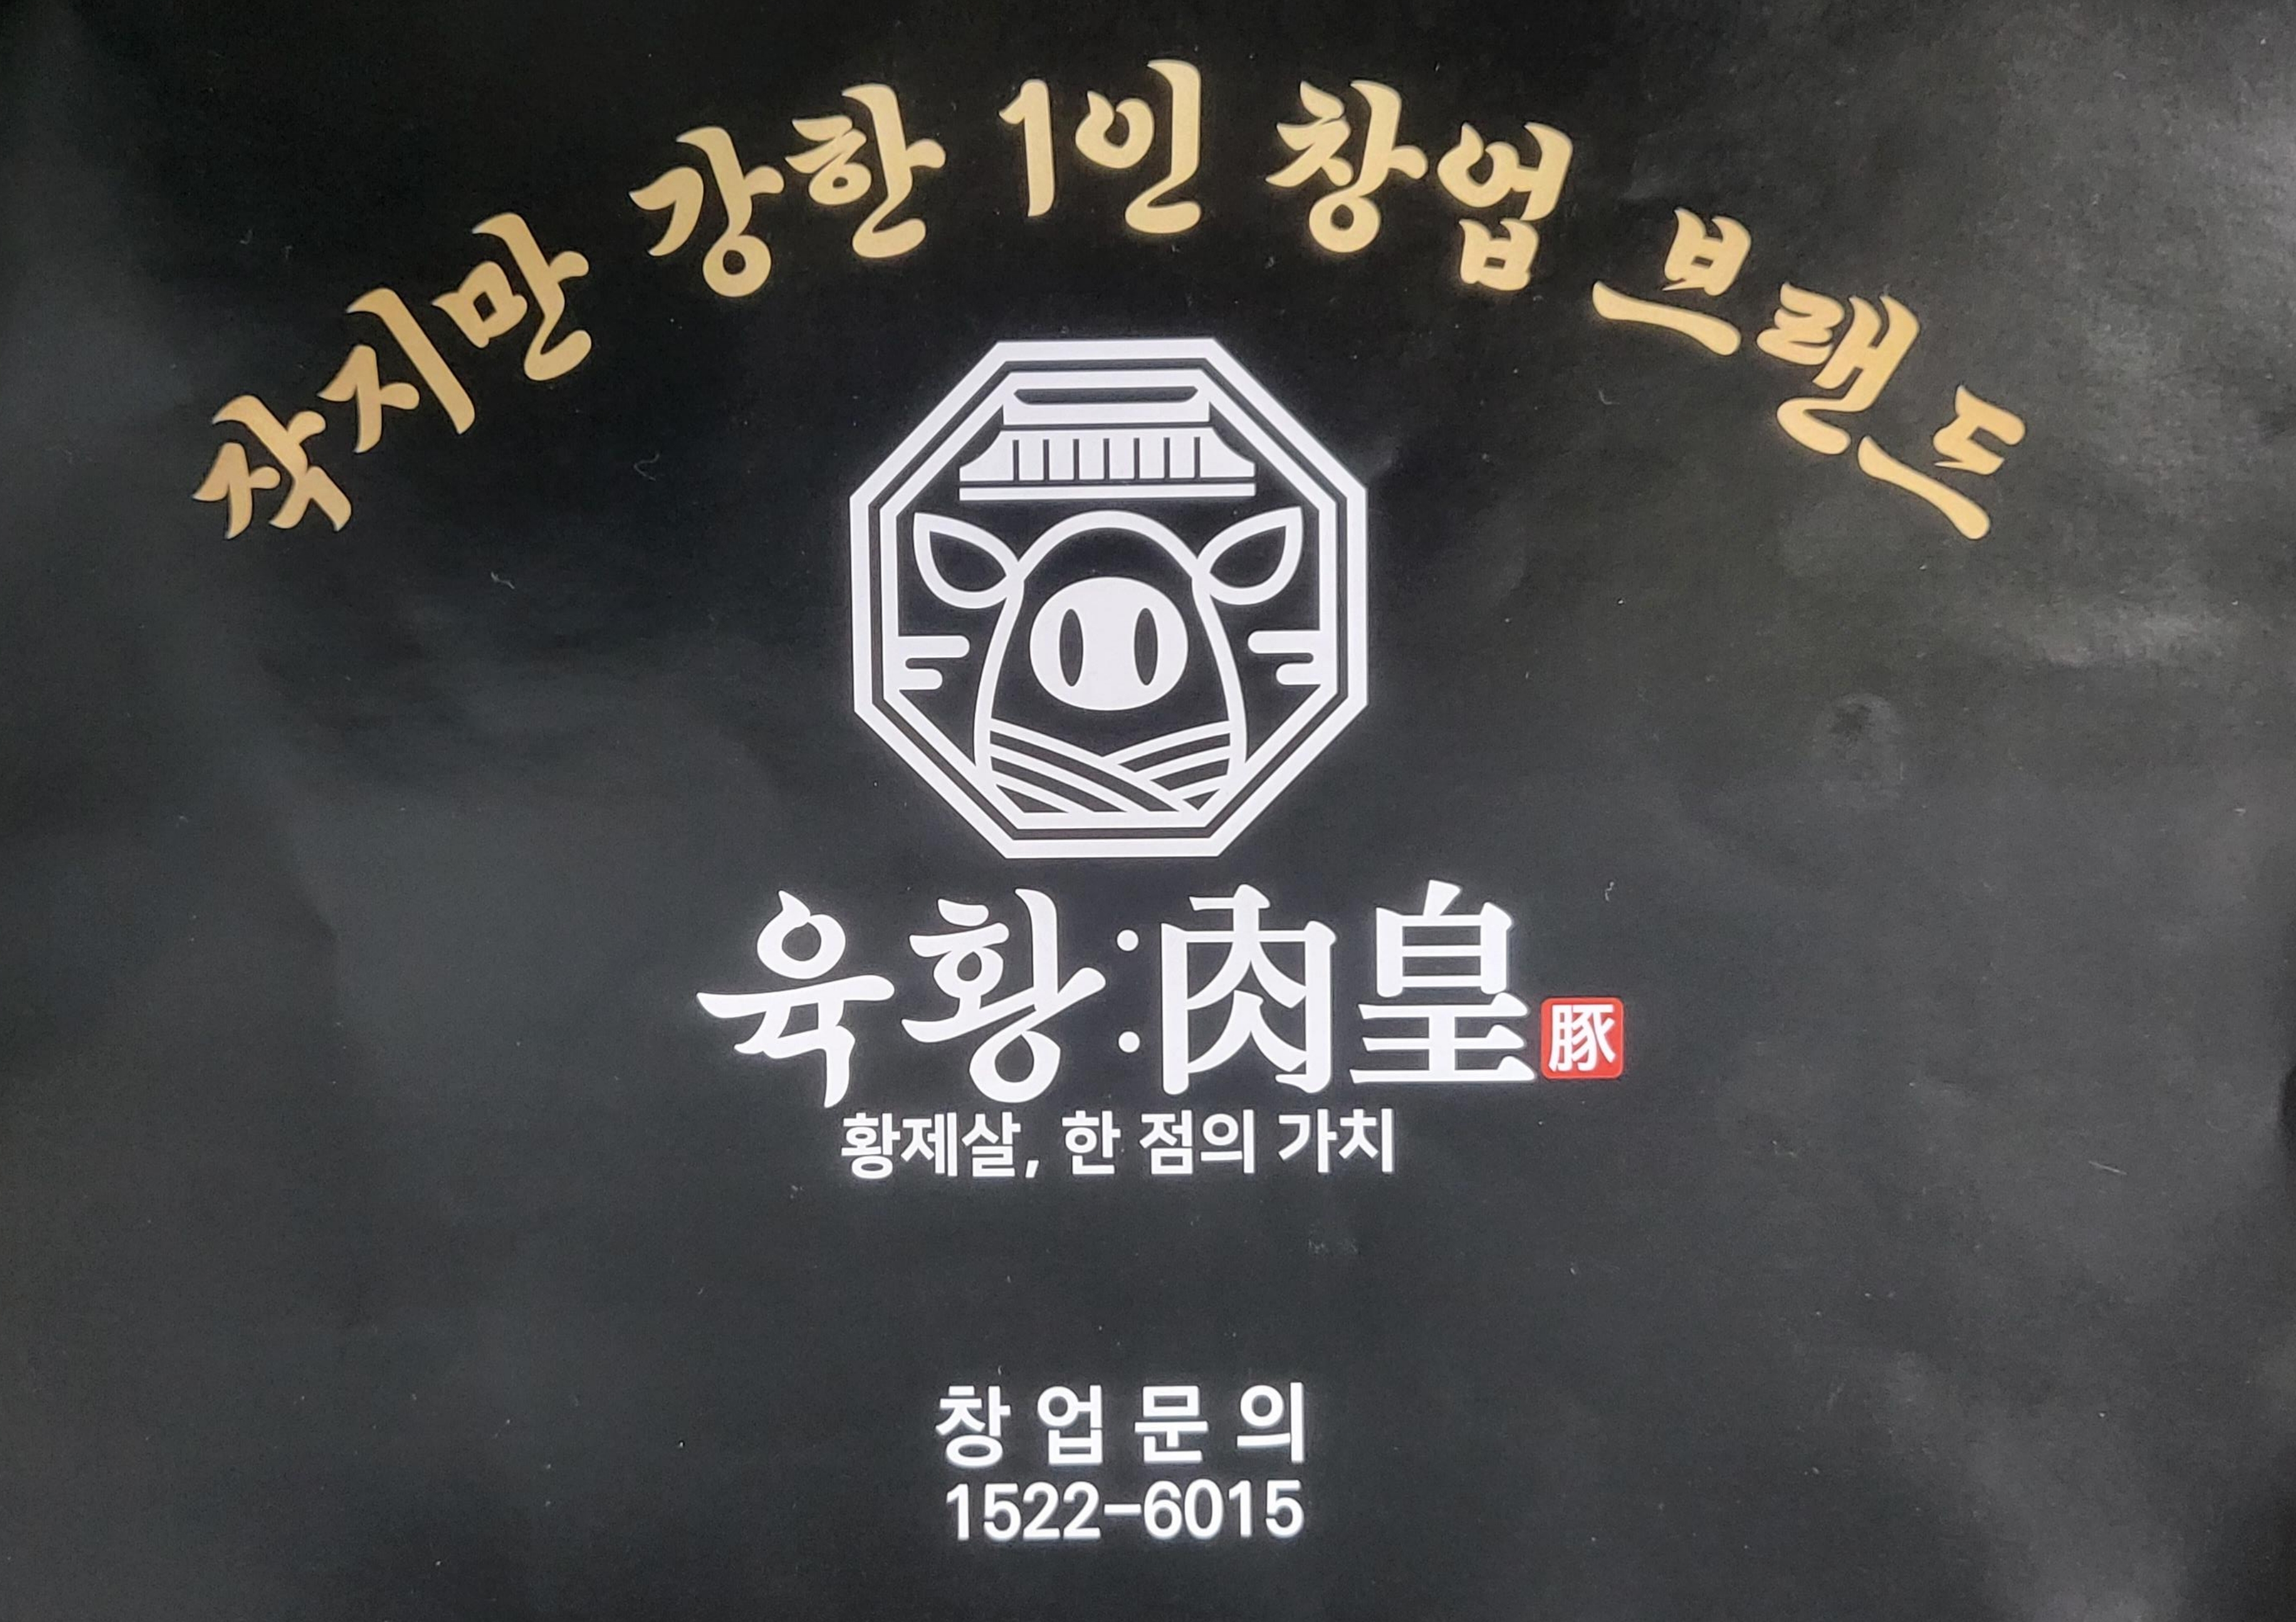 작지만 강한 1인 창업 브랜드
육황:肉皇 豚
황제살, 한 점의 가치
창업문의
1522-6015